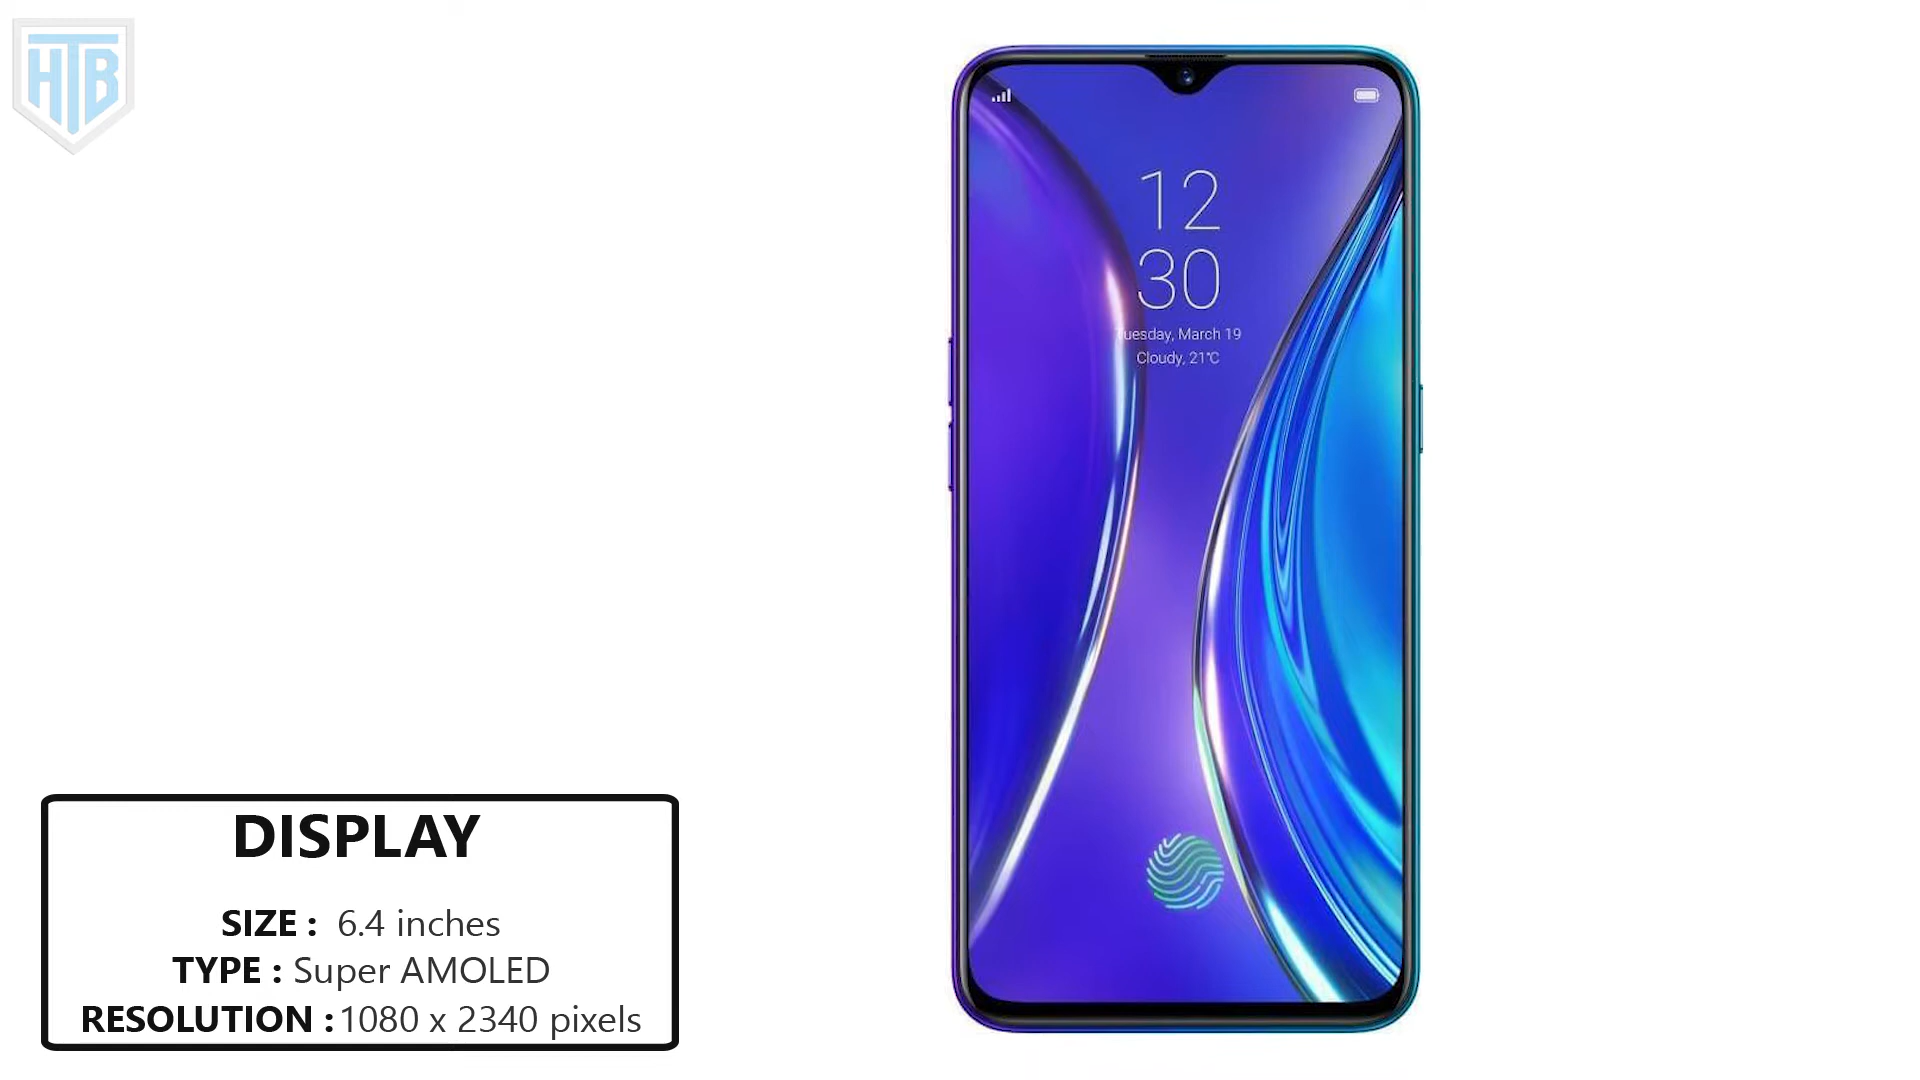 HTB
12
30
Tuesday, March 19
Cloudy, 21°C
DISPLAY
SIZE : 6.4 inches
TYPE : Super AMOLED
RESOLUTION : 1080 x 2340 pixels